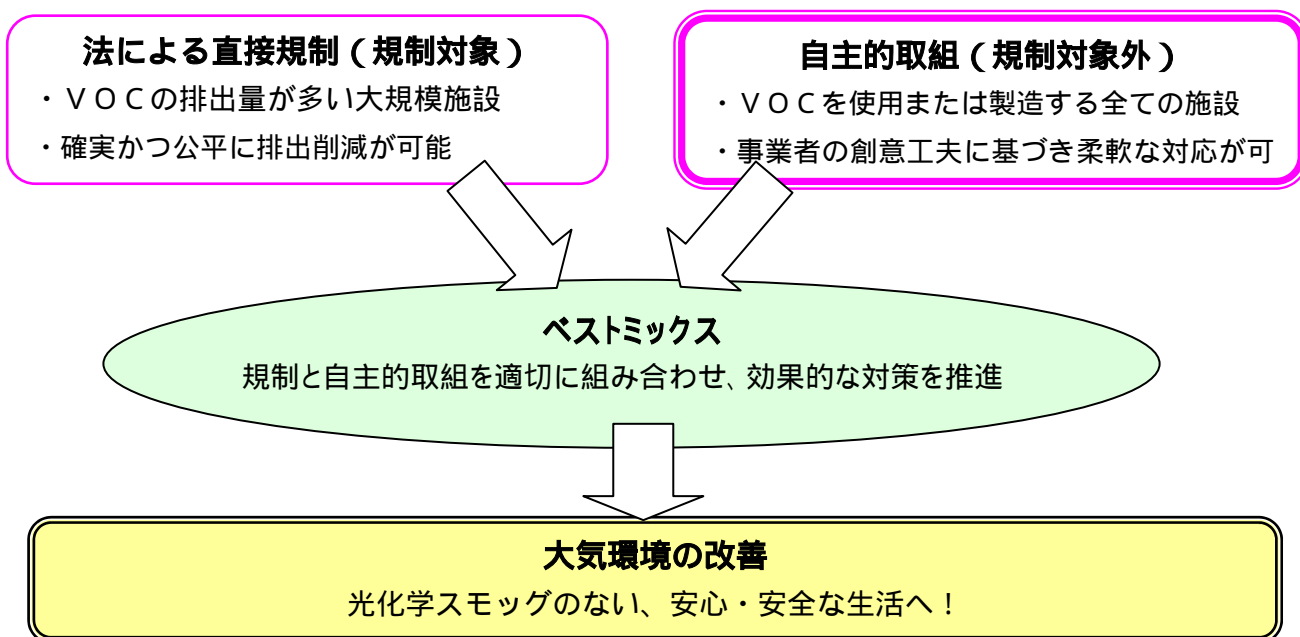 法による直接規制（規制対象）
・ＶＯＣの排出量が多い大規模施設
・確実かつ公平に排出削減が可能
自主的取組（規制対象外）
・ＶＯＣを使用または製造する全ての施設
・事業者の創意工夫に基づき柔軟な対応が可
ベストミックス
規制と自主的取組を適切に組み合わせ、効果的な対策を推進
大気環境の改善
光化学スモッグのない、安心・安全な生活へ！